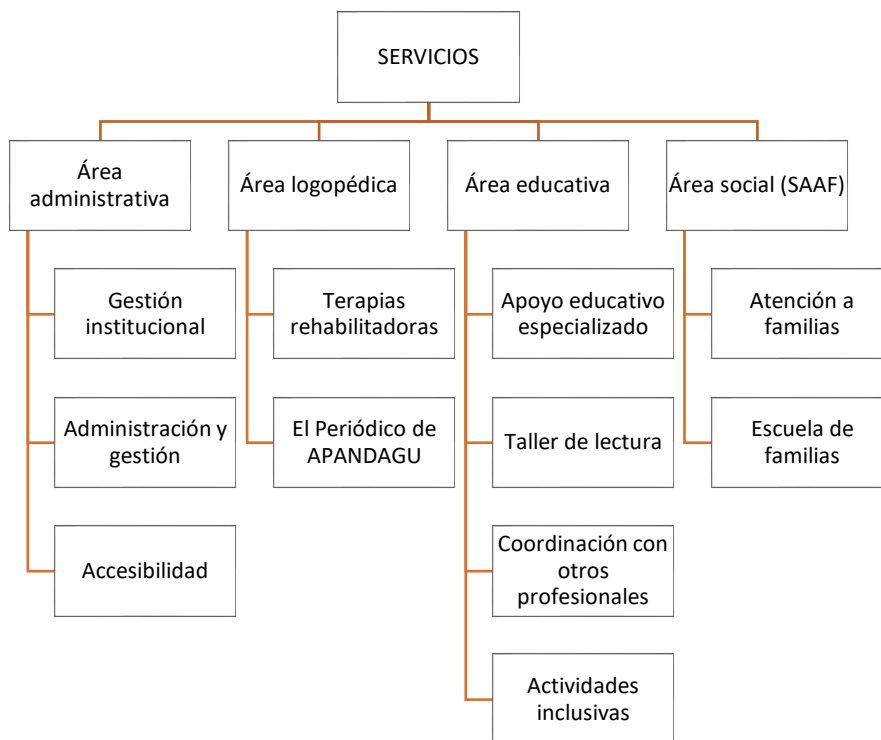 SERVICIOS
Área
administrativa
Área logopédica
Área educativa
Área social (SAAF)
Gestión
institucional
Terapias
rehabilitadoras
Apoyo educativo
especializado
Atención a
familias
Administración y
gestión
El Periódico de
APANDAGU
Taller de lectura
Escuela de
familias
Accesibilidad
Coordinación con
otros
profesionales
Actividades
inclusivas